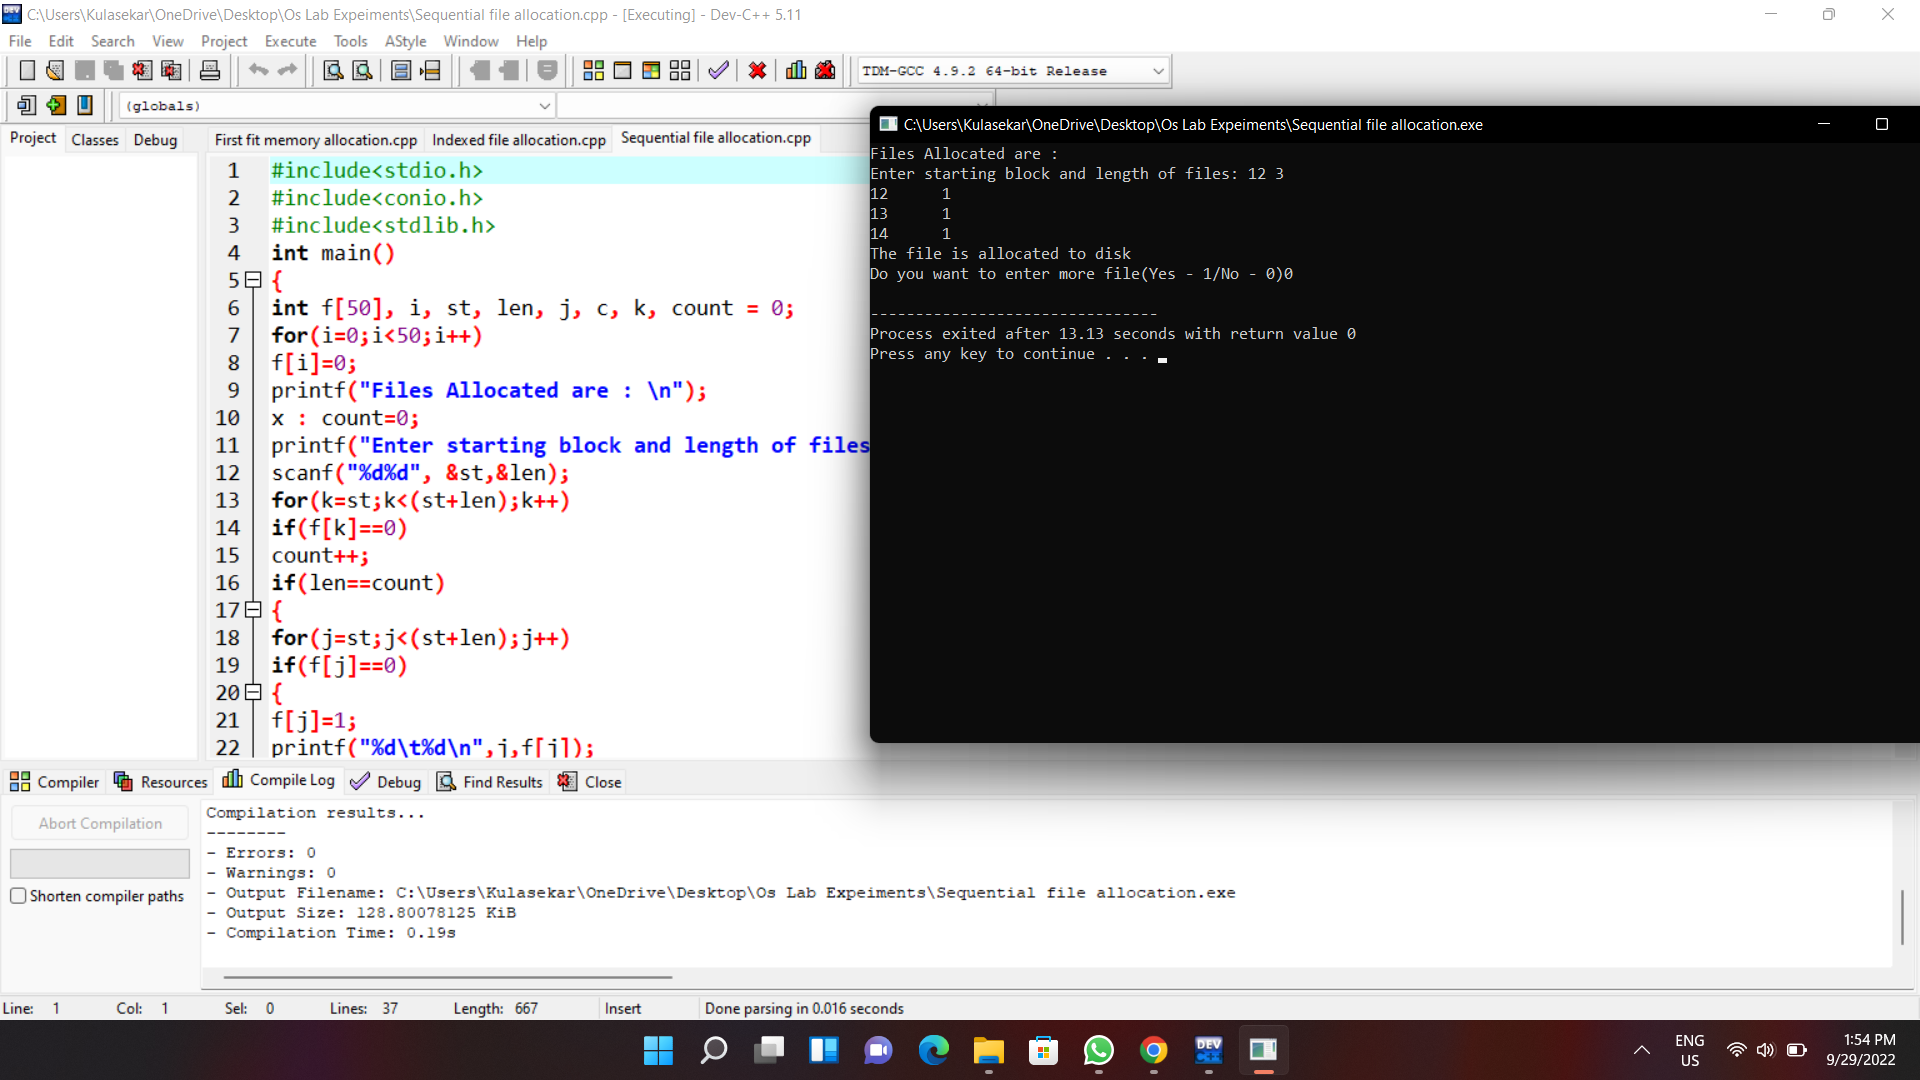 C:\Users\Kulasekar\OneDrive\Desktop\Os Lab Expeiments\Sequential file allocation.cpp - [Executing] - Dev-C++ 5.11
File Edit Search View Project Execute Tools AStyle Window Help
TDM-GCC 4.9.2 64-bit Release
(globals)
Project Classes Debug
First fit memory allocation.cpp Indexed file allocation.cpp Sequential file allocation.cpp
1 #include<stdio.h>
2 #include<conio.h>
3 #include<stdlib.h>
4 int main()
5 {
6 int f[50], i, st, len, j, c, k, count = 0;
7 for(i=0;i<50;i++)
8 f[i]=0;
9 printf("Files Allocated are : \n");
10 x : count=0;
11 printf("Enter starting block and length of files
12 scanf("%d%d", &st,&len);
13 for(k=st;k<(st+len);k++)
14 if(f[k]==0)
15 count++;
16 if(len==count)
17 {
18 for(j=st;j<(st+len);j++)
19 if(f[j]==0)
20 {
21 f[j]=1;
22 printf("%d\t%d\n",j,f[j]);
C:\Users\Kulasekar\OneDrive\Desktop\Os Lab Expeiments\Sequential file allocation.exe
Files Allocated are :
Enter starting block and length of files: 12 3
12 1
13 1
14 1
The file is allocated to disk
Do you want to enter more file(Yes - 1/No - 0)0
--------------------------------
Process exited after 13.13 seconds with return value 0
Press any key to continue . . .
Compiler Resources Compile Log Debug Find Results Close
Abort Compilation
Shorten compiler paths
Compilation results...
--------
- Errors: 0
- Warnings: 0
- Output Filename: C:\Users\Kulasekar\OneDrive\Desktop\Os Lab Expeiments\Sequential file allocation.exe
- Output Size: 128.80078125 KiB
- Compilation Time: 0.19s
Line: 1 Col: 1 Sel: 0 Lines: 37 Length: 667 Insert Done parsing in 0.016 seconds
DEV
ENG
US
1:54 PM
9/29/2022